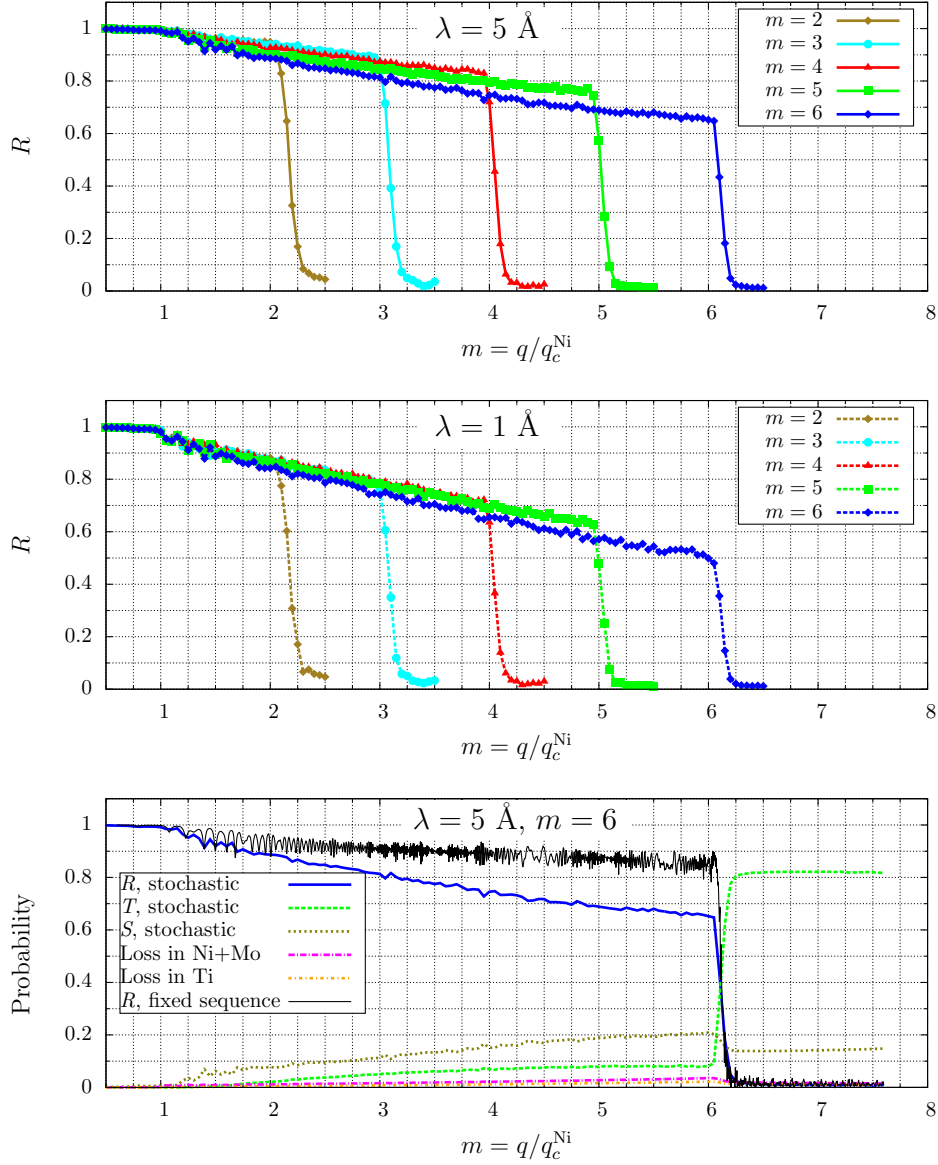 λ = 5 Å
m = 2
m = 3
m = 4
m = 5
m = 6
R
1
0.8
0.6
0.4
0.2
0
1 2 3 4 5 6 7 8
m = q/q_c^Ni
λ = 1 Å
m = 2
m = 3
m = 4
m = 5
m = 6
R
1
0.8
0.6
0.4
0.2
0
1 2 3 4 5 6 7 8
m = q/q_c^Ni
λ = 5 Å, m = 6
R, stochastic
T, stochastic
S, stochastic
Loss in Ni+Mo
Loss in Ti
R, fixed sequence
Probability
1
0.8
0.6
0.4
0.2
0
1 2 3 4 5 6 7 8
m = q/q_c^Ni